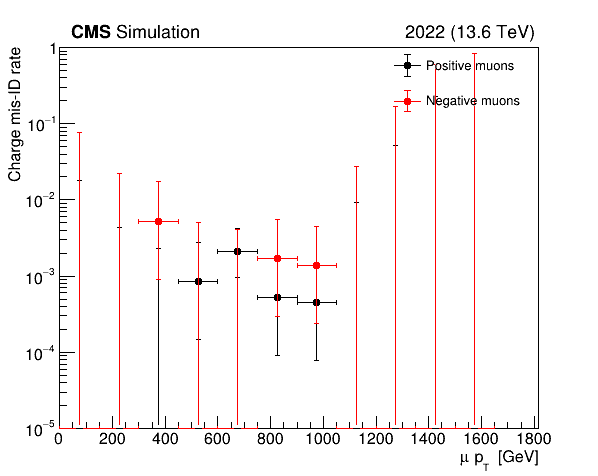 CMS Simulation 2022 (13.6 TeV)
Charge mis-ID rate
1
10⁻¹
10⁻²
10⁻³
10⁻⁴
10⁻⁵
Positive muons
Negative muons
0 200 400 600 800 1000 1200 1400 1600 1800
μ p_T [GeV]